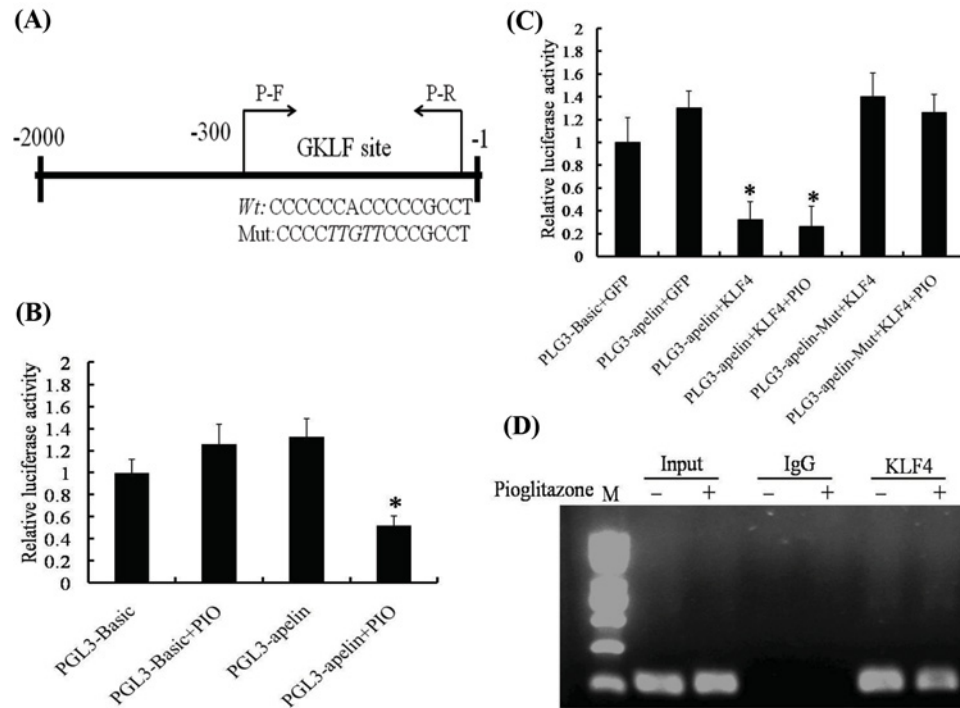 (A)
P-F
P-R
-2000
-300
-1
GKLF site
Wt: CCCCCCACCCCCGCCT
Mut:CCCCTTGTTCCCGCCT
(B)
Relative luciferase activity
2
1.8
1.6
1.4
1.2
1
0.8
0.6
0.4
0.2
0
*
PGL3-Basic
PGL3-Basic+PIO
PGL3-apelin
PGL3-apelin+PIO
(C)
Relative luciferase activity
2
1.8
1.6
1.4
1.2
1
0.8
0.6
0.4
0.2
0
* *
PLG3-Basic+GFP
PLG3-apelin+GFP
PLG3-apelin+KLF4
PLG3-apelin+KLF4+PIO
PLG3-apelin-Mut+KLF4
PLG3-apelin-Mut+KLF4+PIO
(D)
Input IgG KLF4
Pioglitazone M − + − + − +